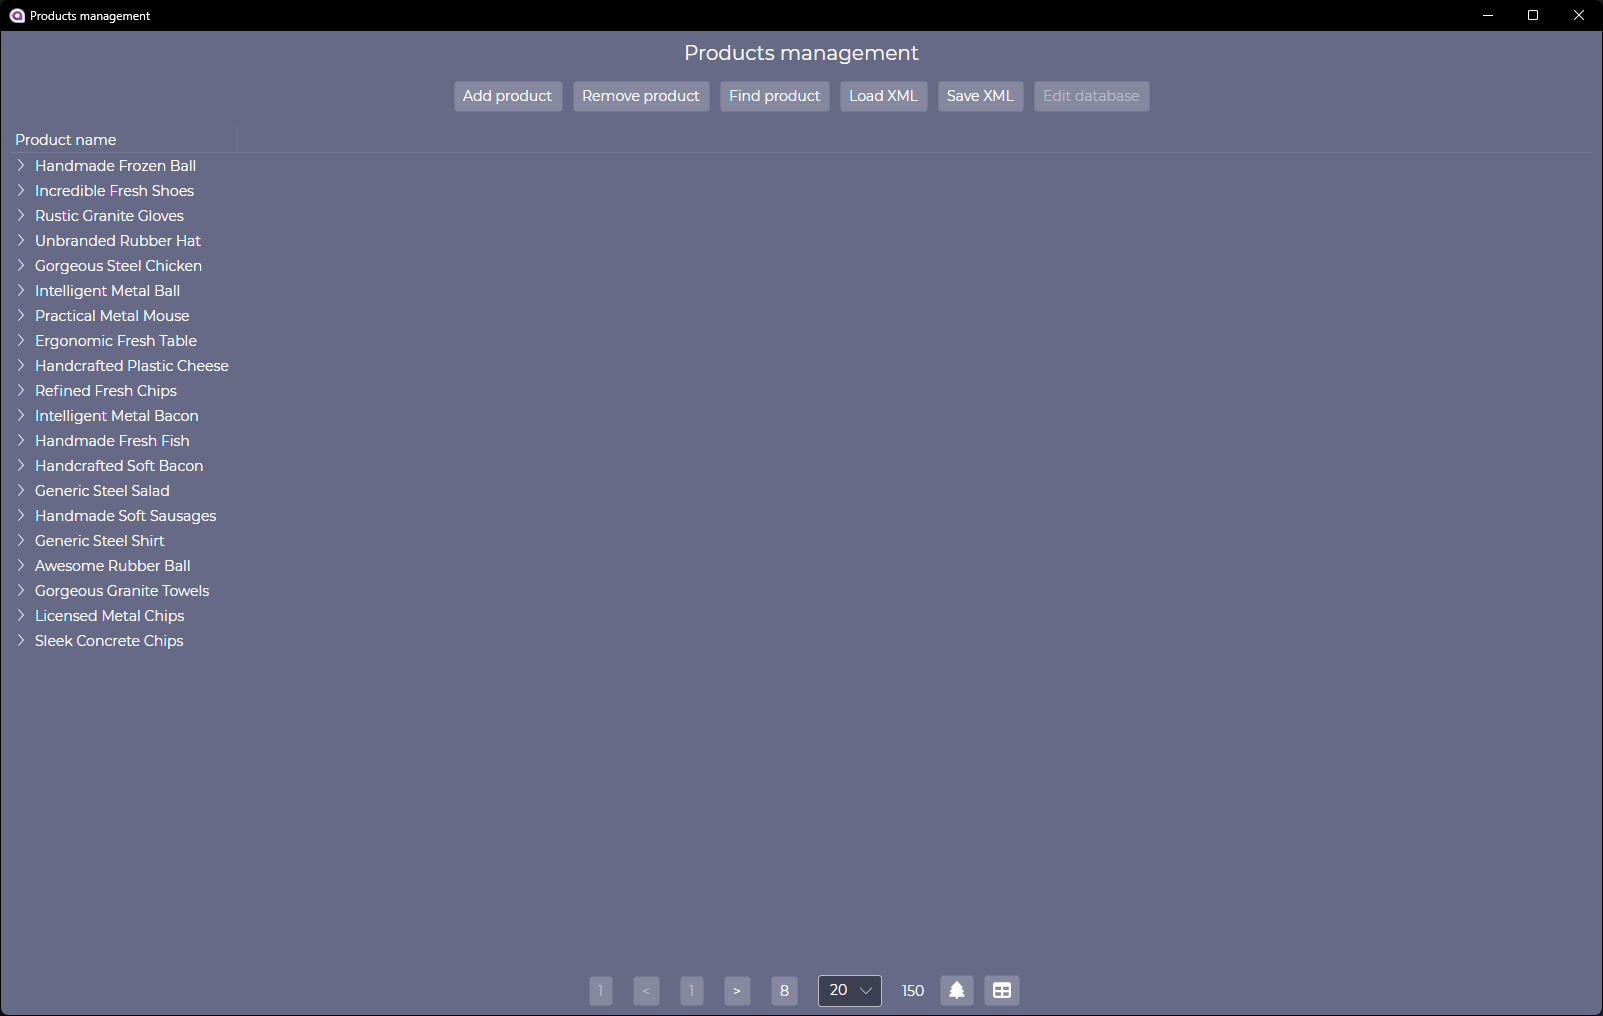 Products management
Products management
Add product Remove product Find product Load XML Save XML Edit database
Product name
Handmade Frozen Ball
Incredible Fresh Shoes
Rustic Granite Gloves
Unbranded Rubber Hat
Gorgeous Steel Chicken
Intelligent Metal Ball
Practical Metal Mouse
Ergonomic Fresh Table
Handcrafted Plastic Cheese
Refined Fresh Chips
Intelligent Metal Bacon
Handmade Fresh Fish
Handcrafted Soft Bacon
Generic Steel Salad
Handmade Soft Sausages
Generic Steel Shirt
Awesome Rubber Ball
Gorgeous Granite Towels
Licensed Metal Chips
Sleek Concrete Chips
1 < 1 > 8 20 150